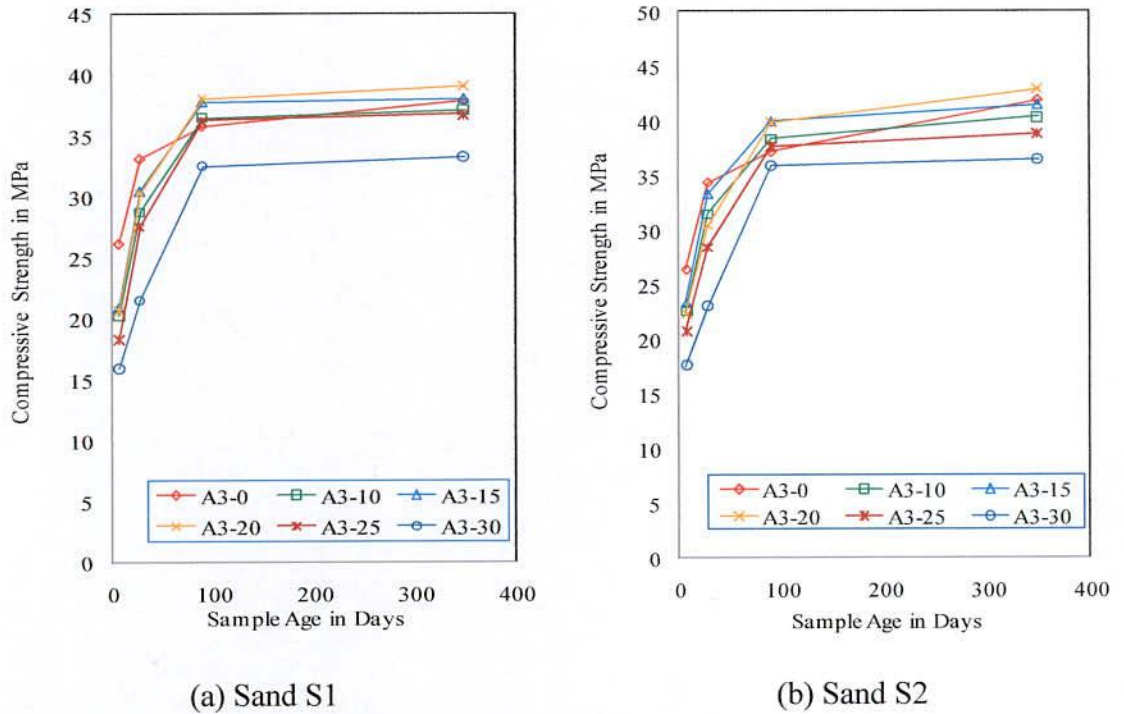 45
40
35
30
25
20
15
10
5
0
Compressive Strength in MPa
A3-0 A3-10 A3-15
A3-20 A3-25 A3-30
0 100 200 300 400
Sample Age in Days
(a) Sand S1
50
45
40
35
30
25
20
15
10
5
0
Compressive Strength in MPa
A3-0 A3-10 A3-15
A3-20 A3-25 A3-30
0 100 200 300 400
Sample Age in Days
(b) Sand S2